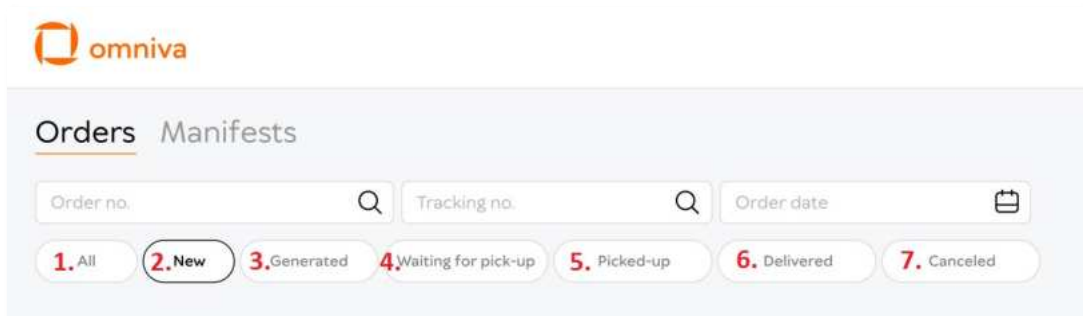 omniva
Orders Manifests
Order no. Tracking no. Order date
1. All 2. New 3. Generated 4. Waiting for pick-up 5. Picked-up 6. Delivered 7. Canceled